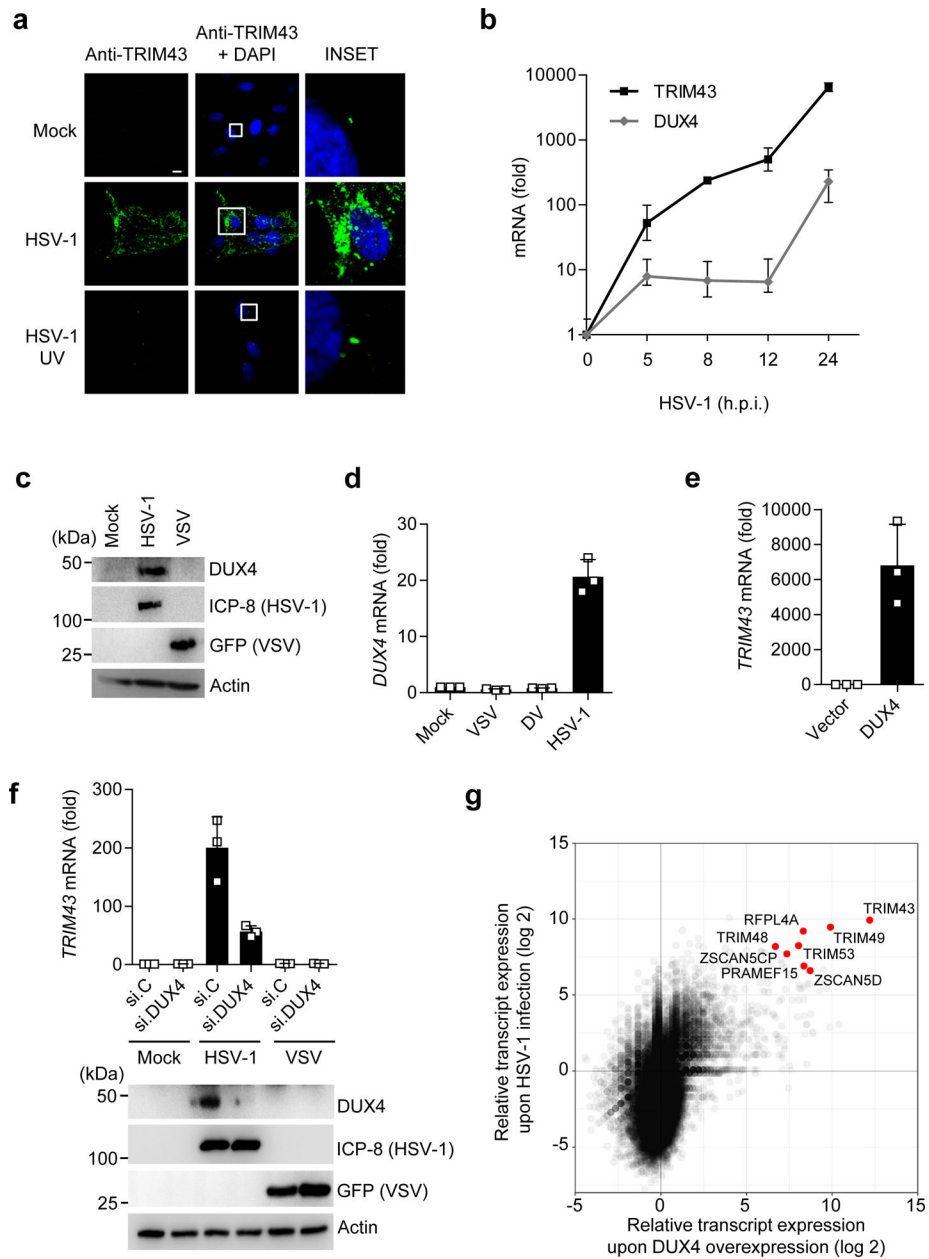 a
Anti-TRIM43
Anti-TRIM43
+ DAPI
INSET
Mock
HSV-1
HSV-1
UV
b
10000
1000
100
10
1
mRNA (fold)
TRIM43
DUX4
0
5
8
12
24
HSV-1 (h.p.i.)
c
(kDa)
Mock
HSV-1
VSV
50
DUX4
100
ICP-8 (HSV-1)
25
GFP (VSV)
Actin
d
30
20
10
0
DUX4 mRNA (fold)
Mock
VSV
DV
HSV-1
e
10000
8000
6000
4000
2000
0
TRIM43 mRNA (fold)
Vector
DUX4
f
300
200
100
0
TRIM43 mRNA (fold)
si.C
si.DUX4
si.C
si.DUX4
si.C
si.DUX4
Mock
HSV-1
VSV
(kDa)
50
DUX4
100
ICP-8 (HSV-1)
25
GFP (VSV)
Actin
g
15
10
5
0
-5
Relative transcript expression
upon HSV-1 infection (log 2)
TRIM43
RFPL4A
TRIM49
TRIM48
TRIM53
ZSCAN5CP
PRAMEF15
ZSCAN5D
-5
0
5
10
15
Relative transcript expression
upon DUX4 overexpression (log 2)